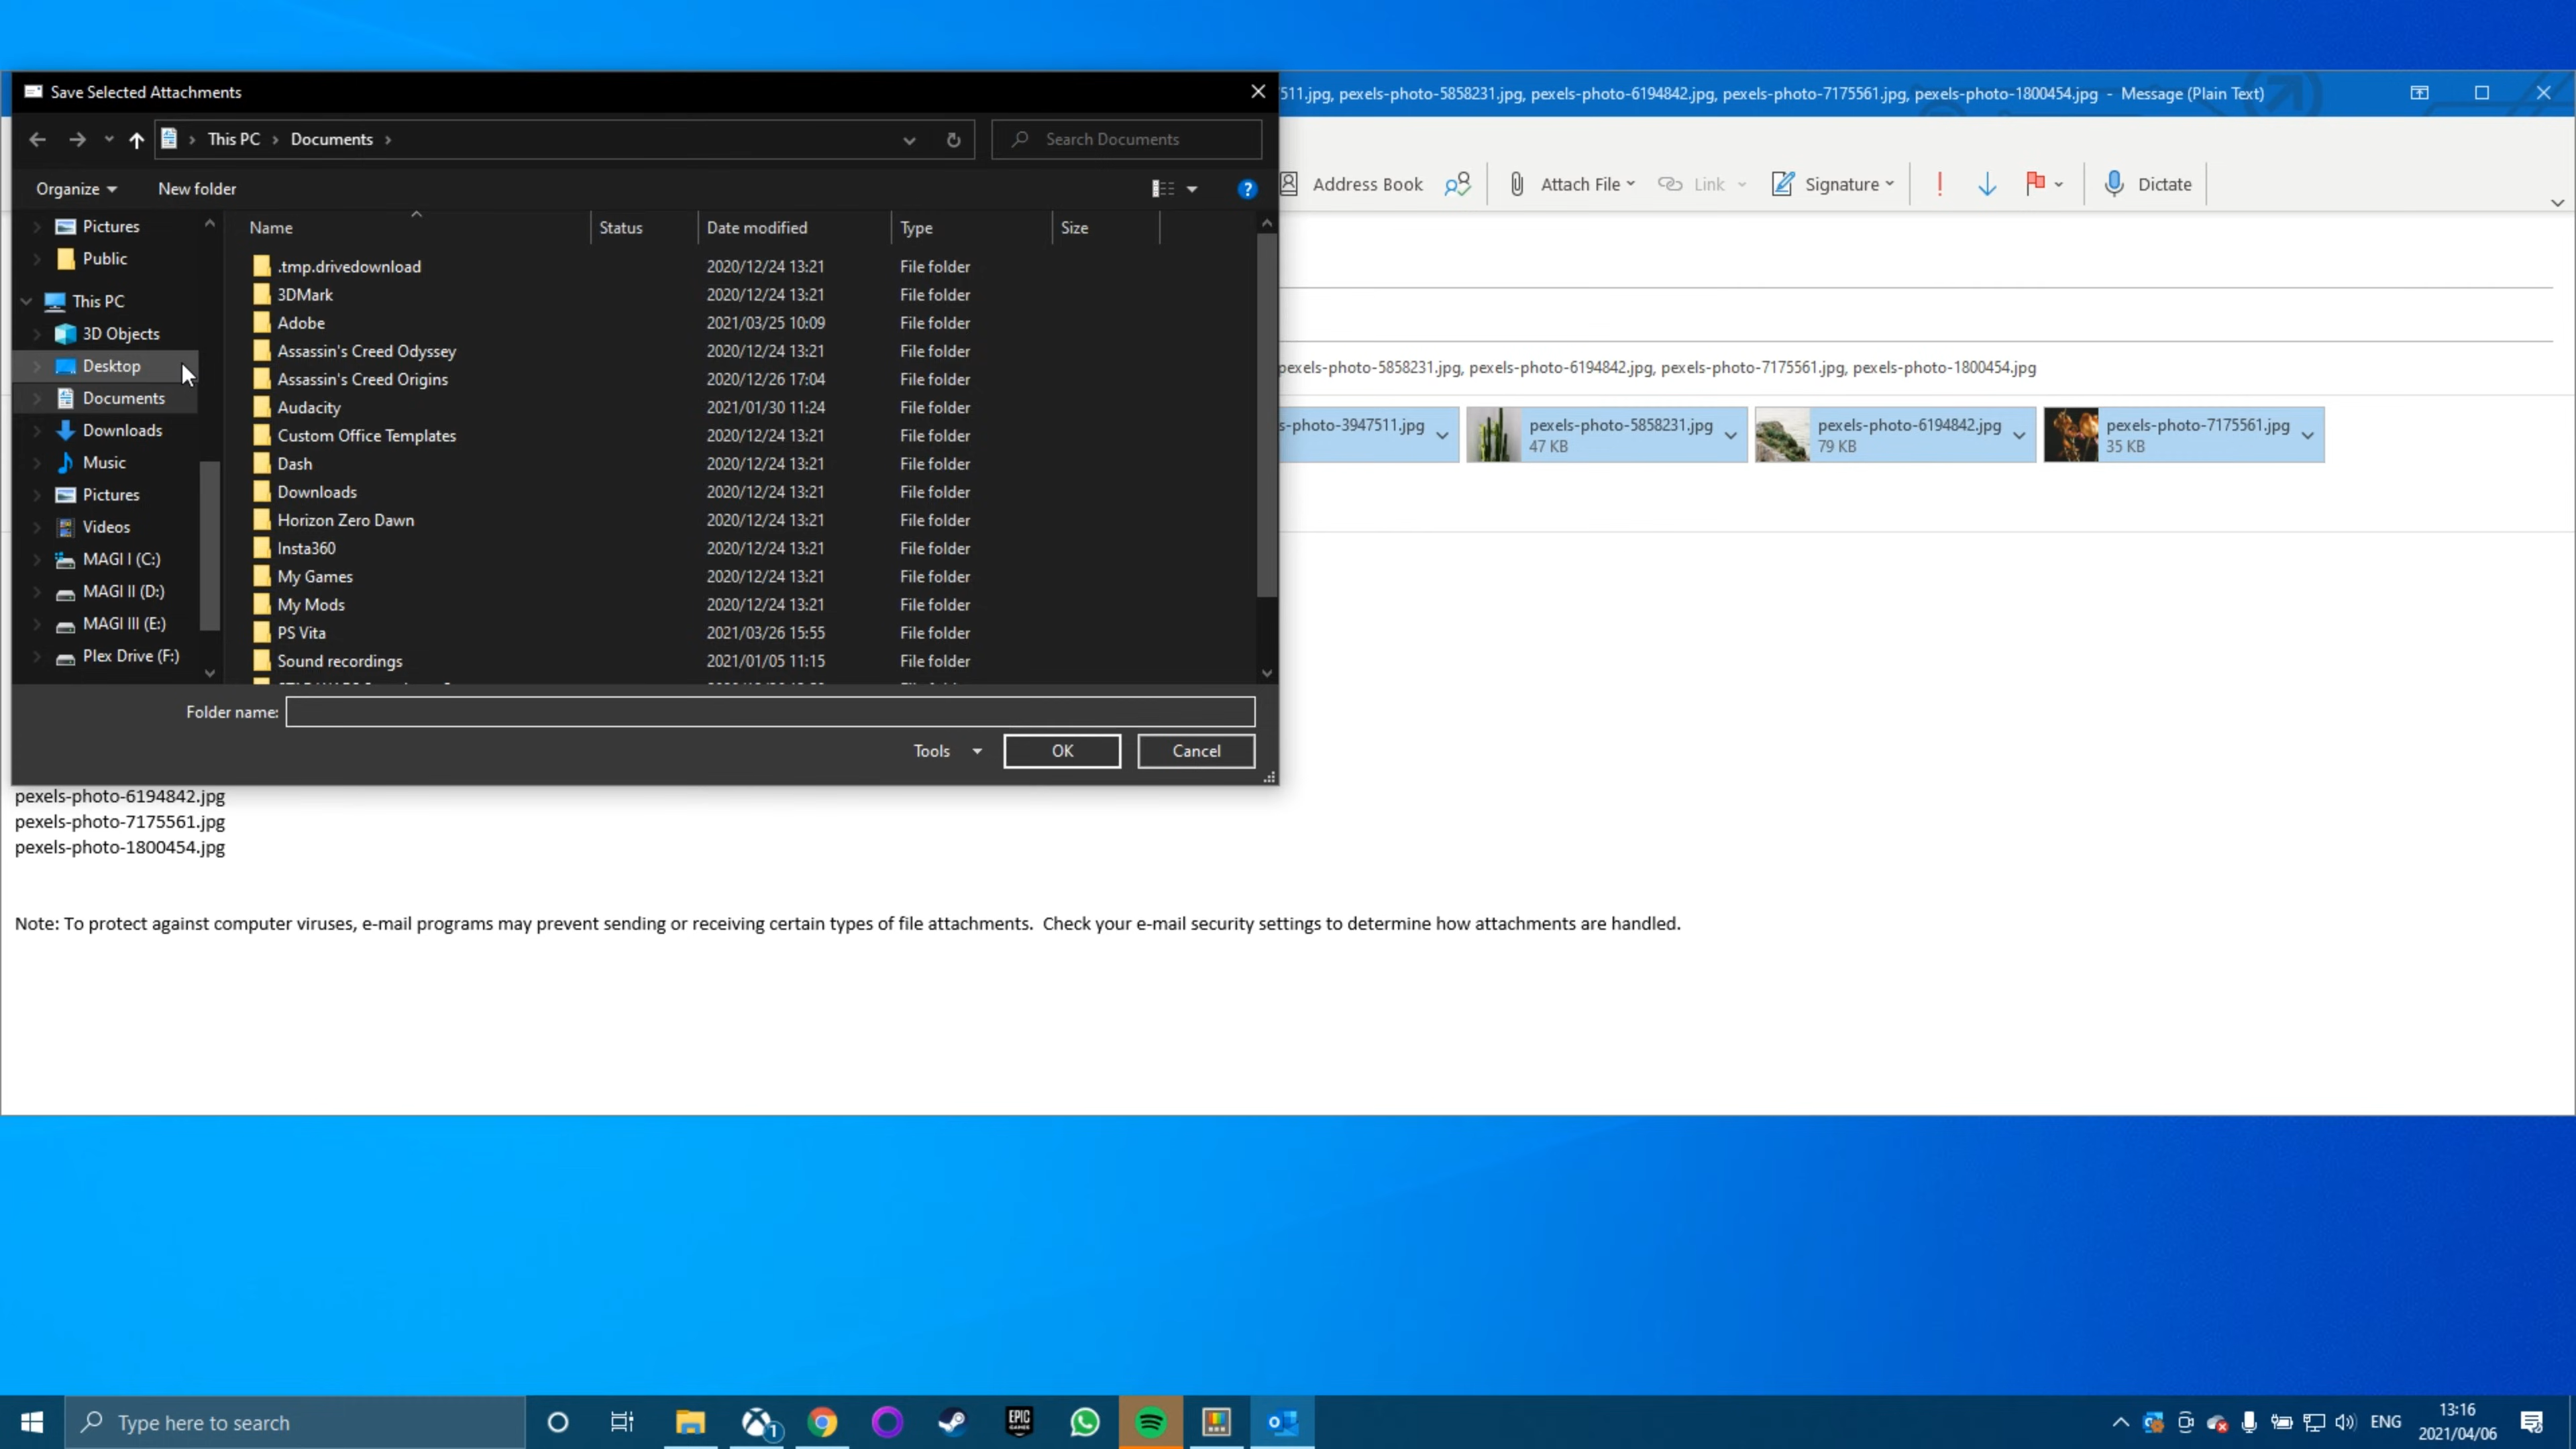 Save Selected Attachments
511.jpg, pexels-photo-5858231.jpg, pexels-photo-6194842.jpg, pexels-photo-7175561.jpg, pexels-photo-1800454.jpg - Message (Plain Text)
This PC Documents
Search Documents
Organize New folder
Address Book Attach File Link Signature Dictate
Name Status Date modified Type Size
Pictures
Public
This PC
3D Objects
Desktop
Documents
Downloads
Music
Pictures
Videos
MAGI I (C:)
MAGI II (D:)
MAGI III (E:)
Plex Drive (F:)
.tmp.drivedownload 2020/12/24 13:21 File folder
3DMark 2020/12/24 13:21 File folder
Adobe 2021/03/25 10:09 File folder
Assassin's Creed Odyssey 2020/12/24 13:21 File folder
Assassin's Creed Origins 2020/12/26 17:04 File folder
Audacity 2021/01/30 11:24 File folder
Custom Office Templates 2020/12/24 13:21 File folder
Dash 2020/12/24 13:21 File folder
Downloads 2020/12/24 13:21 File folder
Horizon Zero Dawn 2020/12/24 13:21 File folder
Insta360 2020/12/24 13:21 File folder
My Games 2020/12/24 13:21 File folder
My Mods 2020/12/24 13:21 File folder
PS Vita 2021/03/26 15:55 File folder
Sound recordings 2021/01/05 11:15 File folder
Folder name:
Tools OK Cancel
pexels-photo-5858231.jpg, pexels-photo-6194842.jpg, pexels-photo-7175561.jpg, pexels-photo-1800454.jpg
s-photo-3947511.jpg
pexels-photo-5858231.jpg
47 KB
pexels-photo-6194842.jpg
79 KB
pexels-photo-7175561.jpg
35 KB
pexels-photo-6194842.jpg
pexels-photo-7175561.jpg
pexels-photo-1800454.jpg
Note: To protect against computer viruses, e-mail programs may prevent sending or receiving certain types of file attachments. Check your e-mail security settings to determine how attachments are handled.
Type here to search
1
EPIC
GAMES
ENG
13:16
2021/04/06